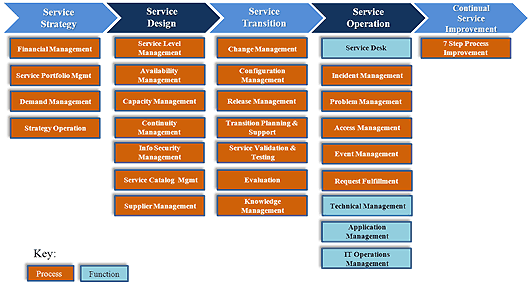 Service
Strategy
Service
Design
Service
Transition
Service
Operation
Continual
Service
Improvement
Financial Management
Service Portfolio Mgmt
Demand Management
Strategy Operation
Service Level
Management
Availability
Management
Capacity Management
Continuity
Management
Info Security
Management
Service Catalog Mgmt
Supplier Management
Change Management
Configuration
Management
Release Management
Transition Planning &
Support
Service Validation &
Testing
Evaluation
Knowledge
Management
Service Desk
Incident Management
Problem Management
Access Management
Event Management
Request Fulfillment
Technical Management
Application
Management
IT Operations
Management
7 Step Process
Improvement
Key:
Process
Function